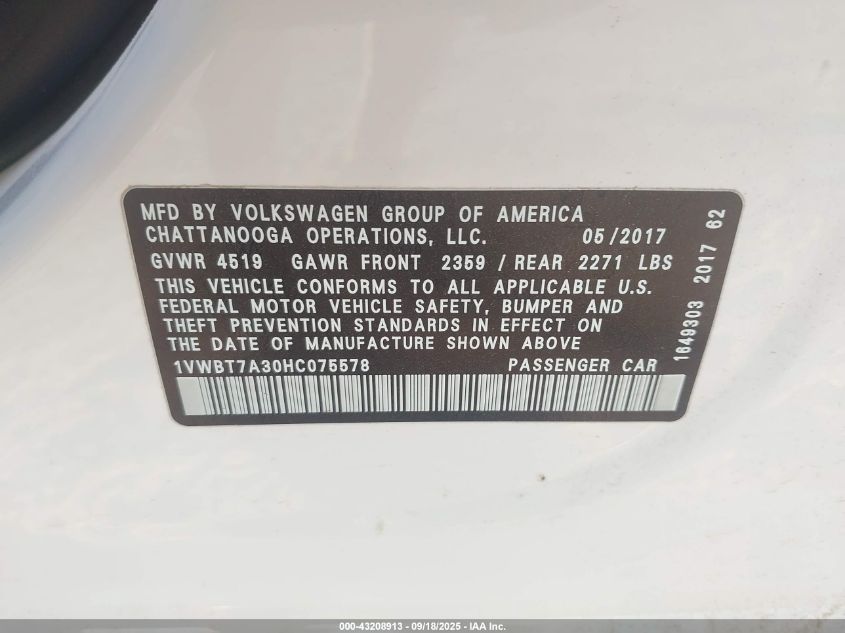 MFD BY VOLKSWAGEN GROUP OF AMERICA
CHATTANOOGA OPERATIONS, LLC. 05/2017
GVWR 4519 GAWR FRONT 2359 / REAR 2271 LBS
THIS VEHICLE CONFORMS TO ALL APPLICABLE U.S.
FEDERAL MOTOR VEHICLE SAFETY, BUMPER AND
THEFT PREVENTION STANDARDS IN EFFECT ON
THE DATE OF MANUFACTURE SHOWN ABOVE
1VWBT7A30HC075578 PASSENGER CAR
1649303 2017 62
000-43208913 - 09/18/2025 - IAA Inc.